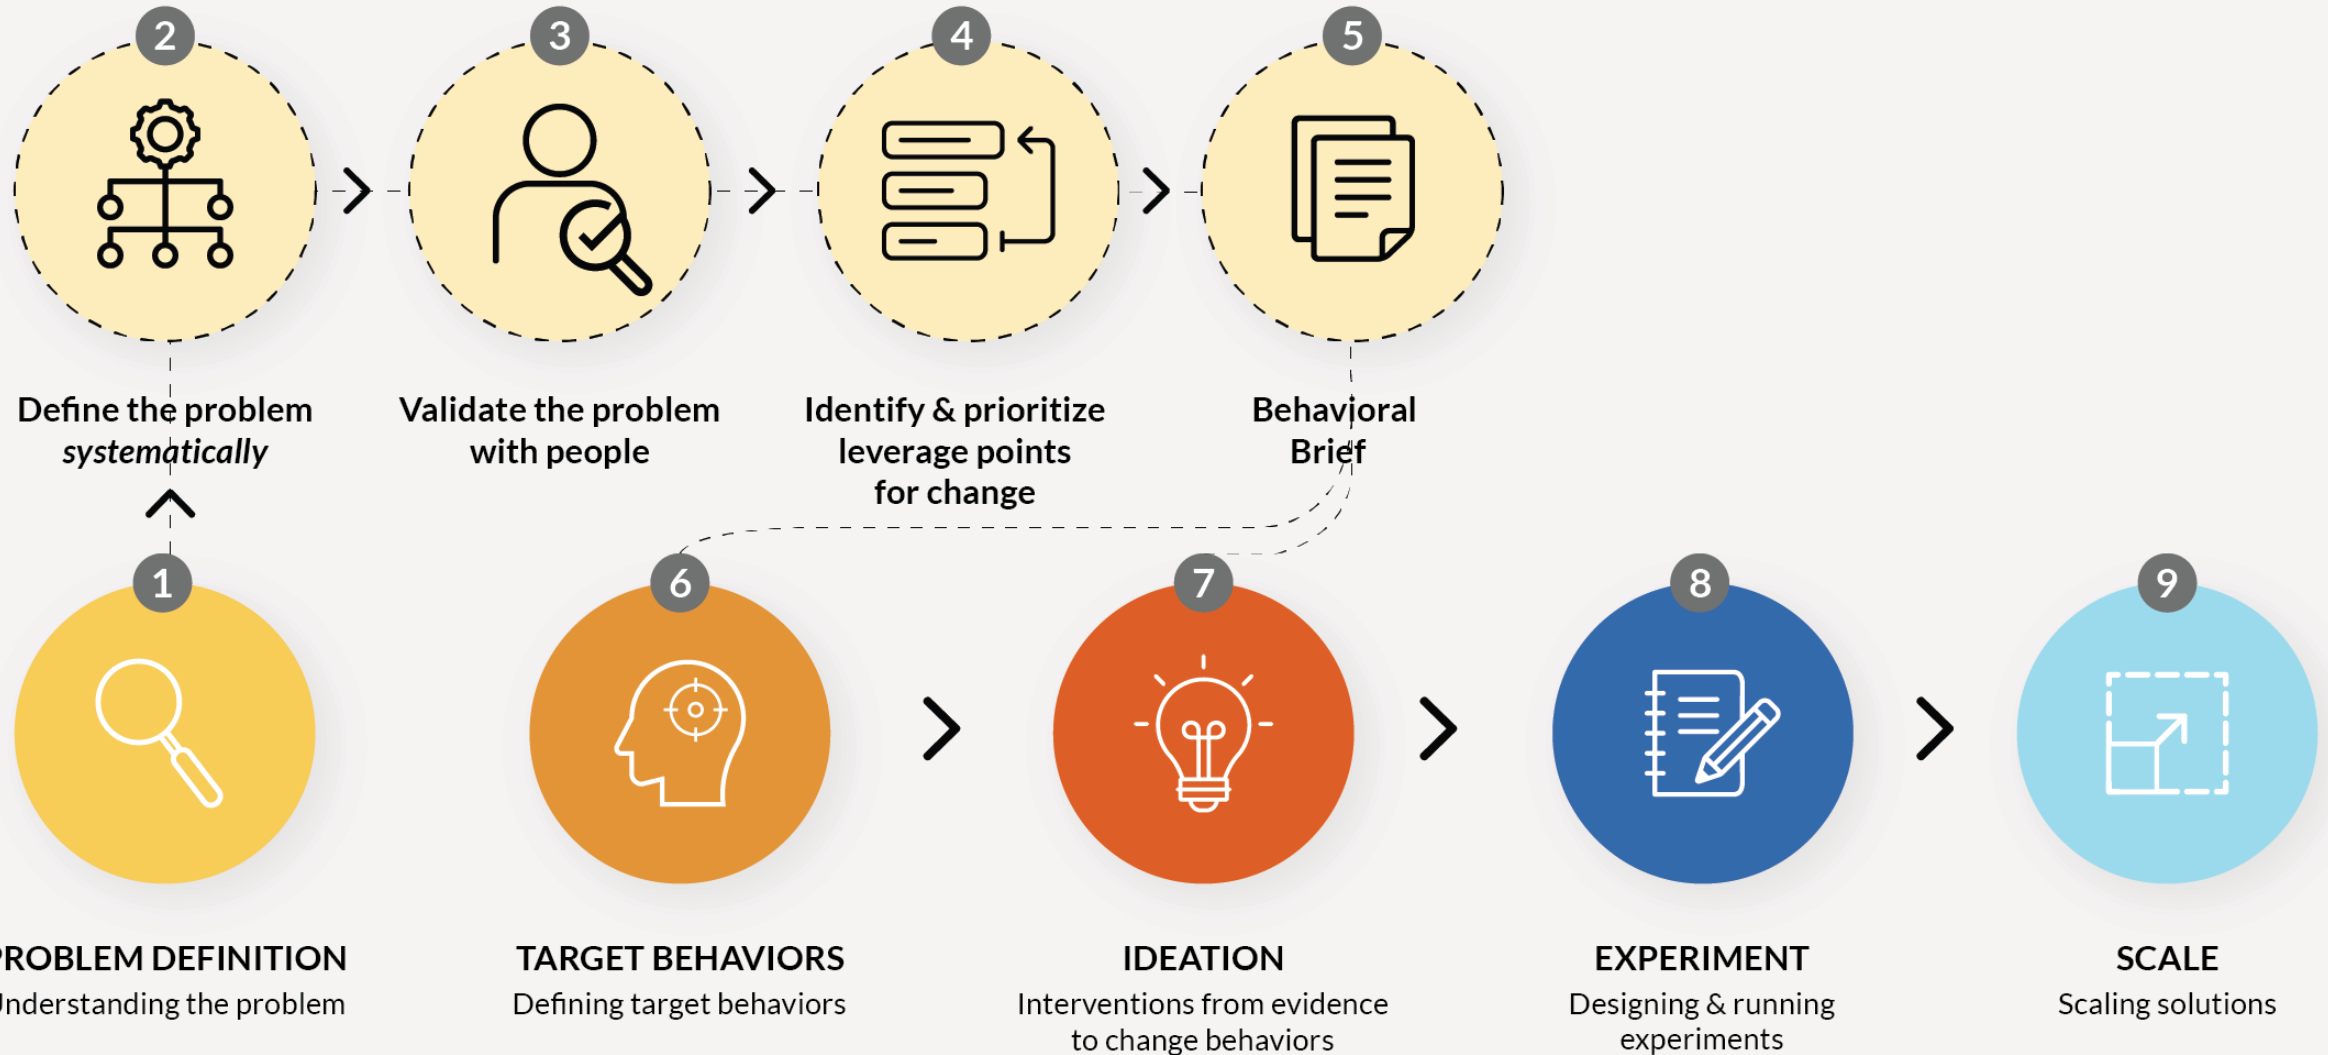 2
3
4
5
Define the problem
systematically
Validate the problem
with people
Identify & prioritize
leverage points
for change
Behavioral
Brief
1
6
7
8
9
PROBLEM DEFINITION
Understanding the problem
TARGET BEHAVIORS
Defining target behaviors
IDEATION
Interventions from evidence
to change behaviors
EXPERIMENT
Designing & running
experiments
SCALE
Scaling solutions